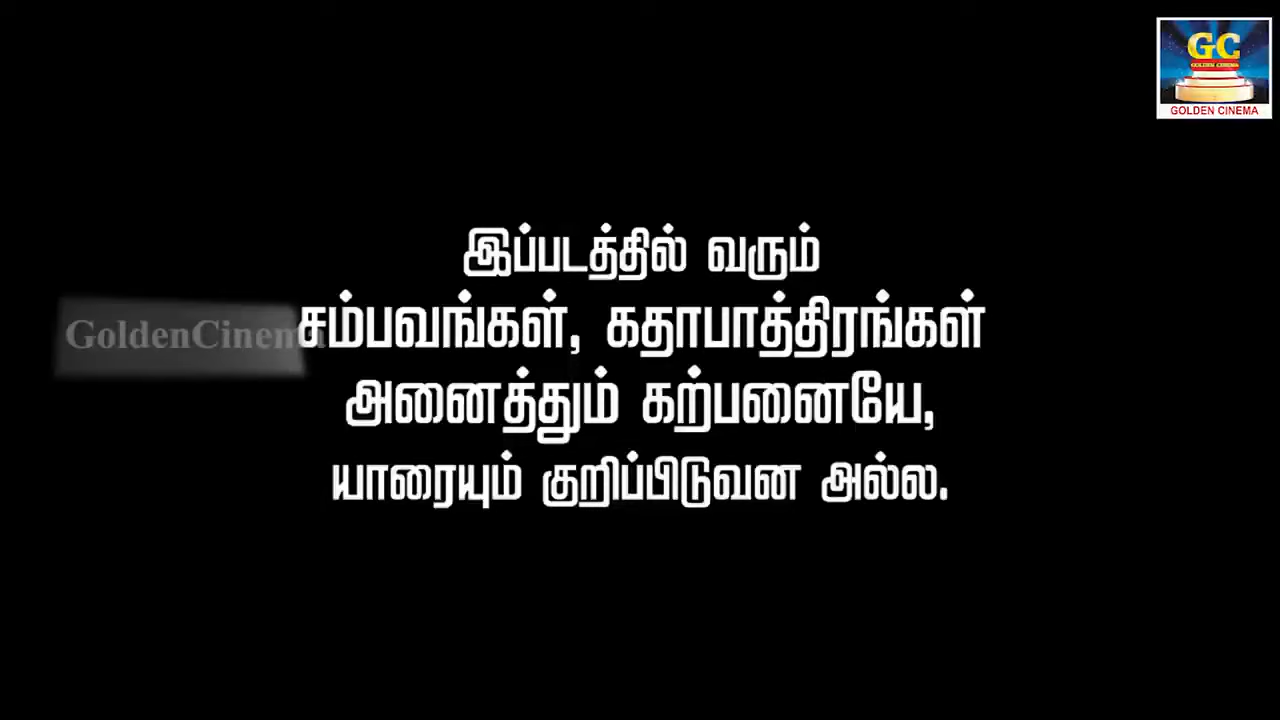 GC
GOLDEN CINEMA
GOLDEN CINEMA
இப்படத்தில் வரும்
GoldenCinema
சம்பவங்கள், கதாபாத்திரங்கள்
அனைத்தும் கற்பனையே,
யாரையும் குறிப்பிடுவன அல்ல.